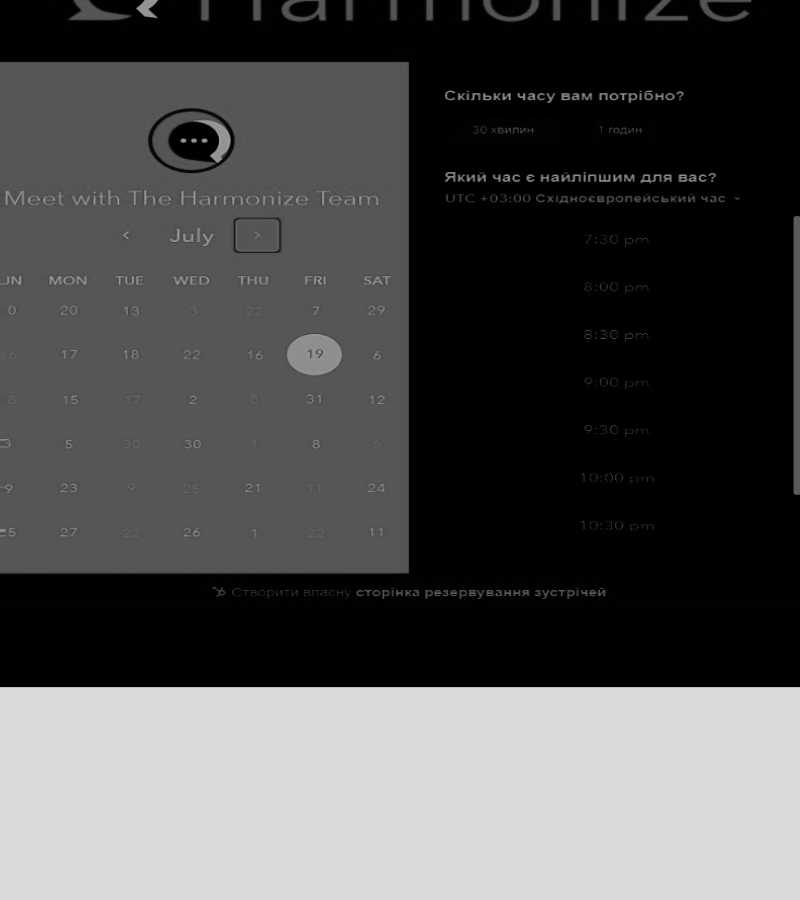 Harmonize
Meet with The Harmonize Team
< July >
MON TUE WED THU FRI SAT
0 20 13 3 22 7 29
17 18 22 16 19 6
8 15 17 2 8 31 12
5 30 30 1 8 6
9 23 9 25 21 11 24
27 22 26 1 22 11
Скільки часу вам потрібно?
30 хвилин 1 годин
Який час є найліпшим для вас?
UTC +03:00 Східноєвропейський час
7:30 pm
8:00 pm
8:30 pm
9:00 pm
9:30 pm
10:00 pm
10:30 pm
Створити власну сторінка резервування зустрічей